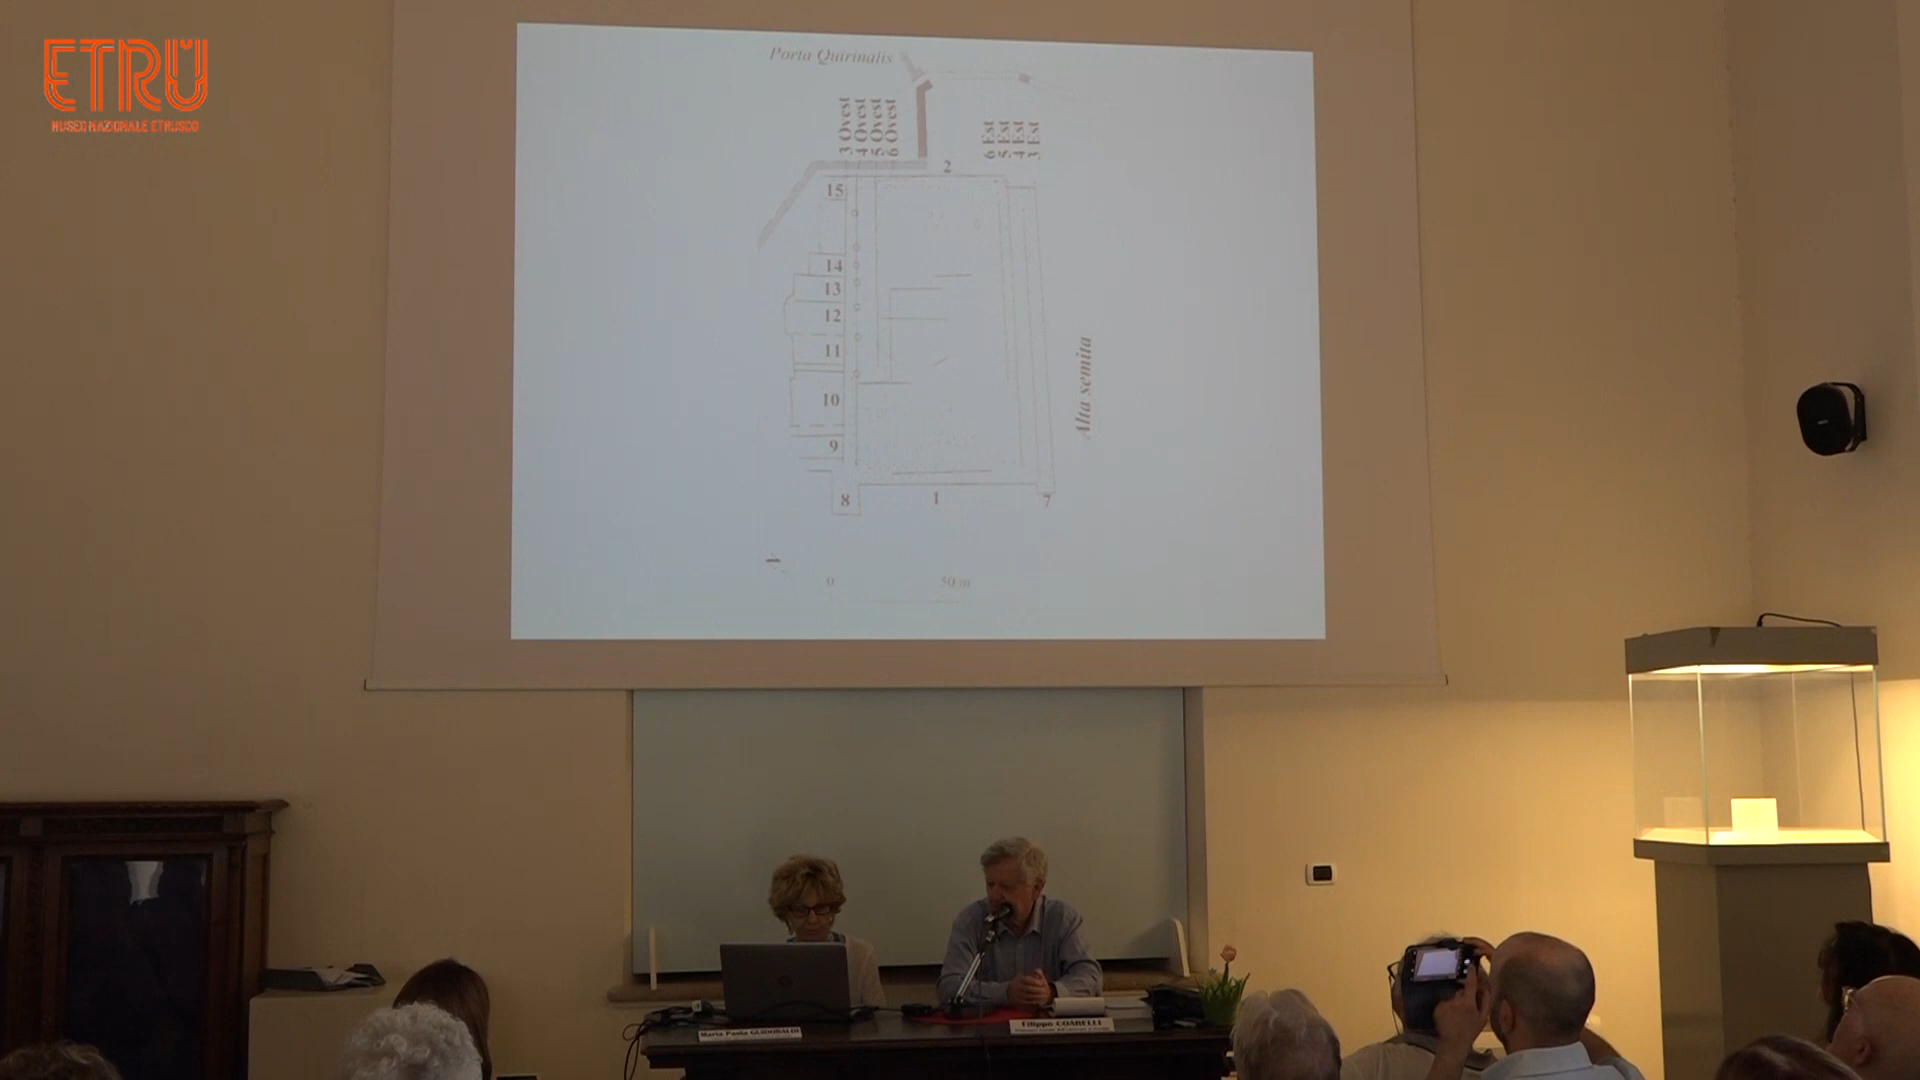 ETRU
MUSEO NAZIONALE ETRUSCO
Porta Quirinalis
3 Ovest
4 Ovest
5 Ovest
6 Ovest
6 Est
5 Est
4 Est
3 Est
2
15
14
13
12
11
10
9
8
1
7
Alta semita
0
50 m
Maria Paola GUIDOBALDI
Filippo COARELLI